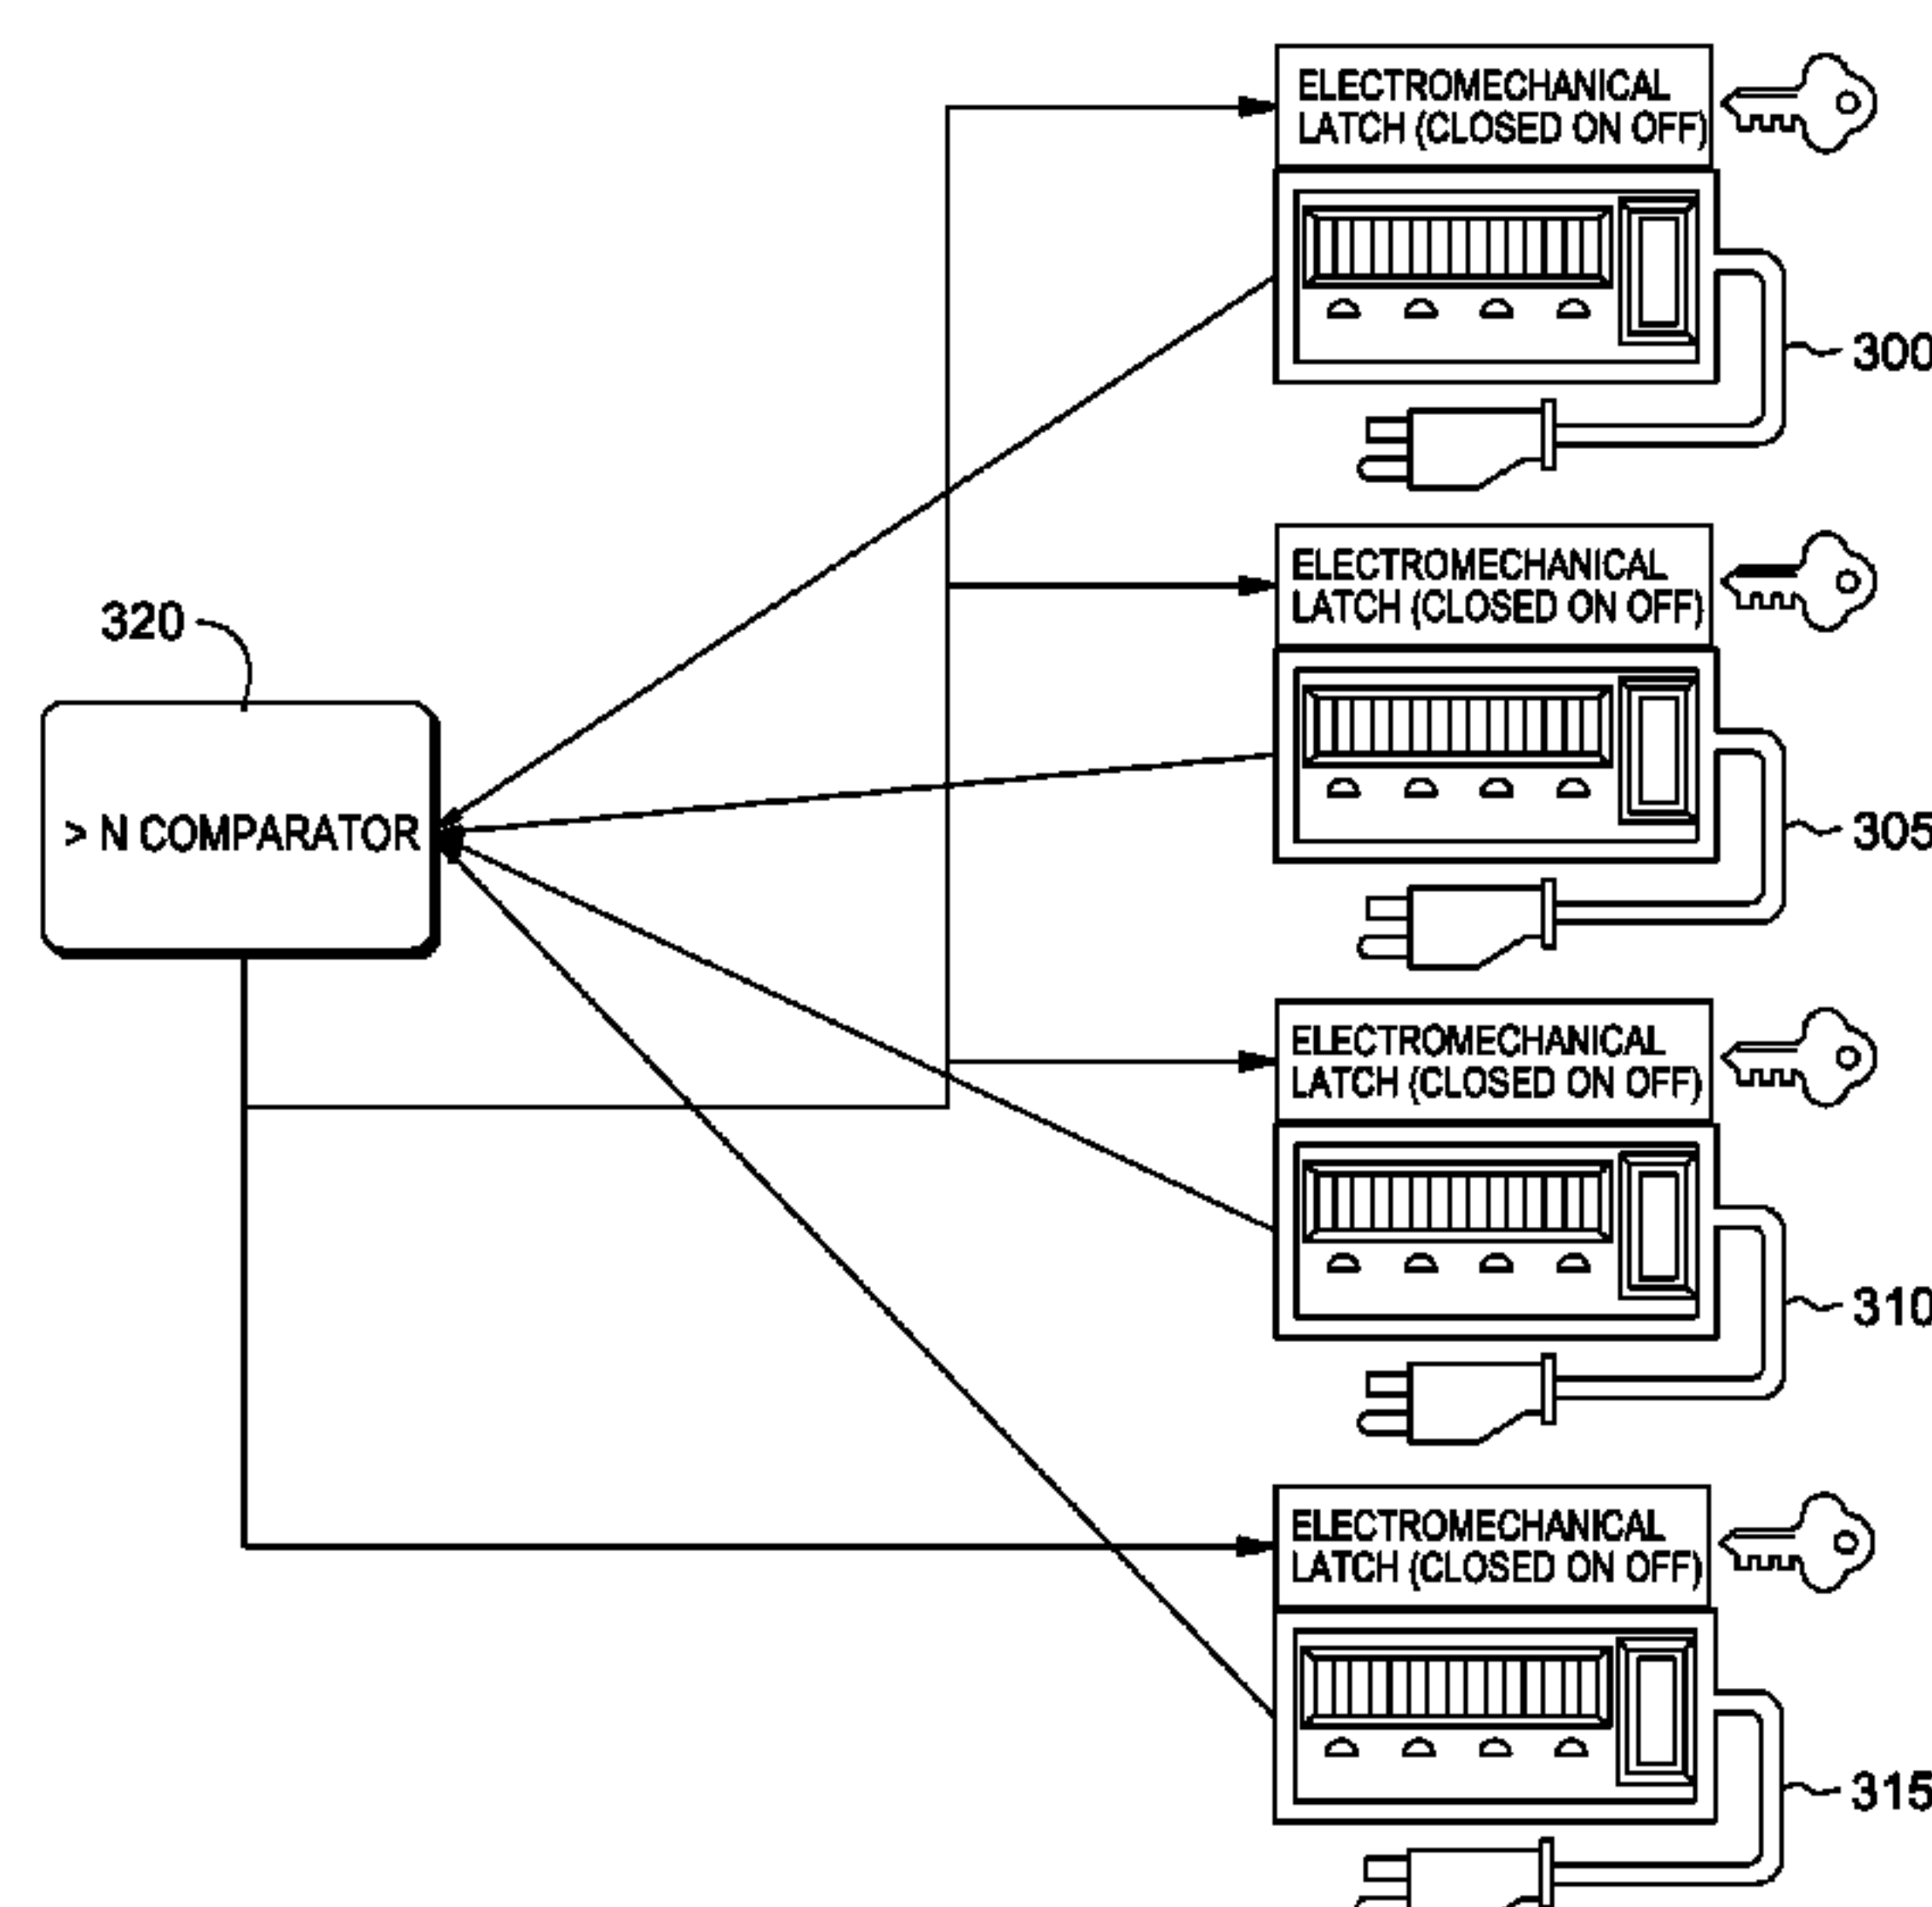 ELECTROMECHANICAL
LATCH (CLOSED ON OFF)
300
ELECTROMECHANICAL
LATCH (CLOSED ON OFF)
320
305
> N COMPARATOR
ELECTROMECHANICAL
LATCH (CLOSED ON OFF)
310
ELECTROMECHANICAL
LATCH (CLOSED ON OFF)
315